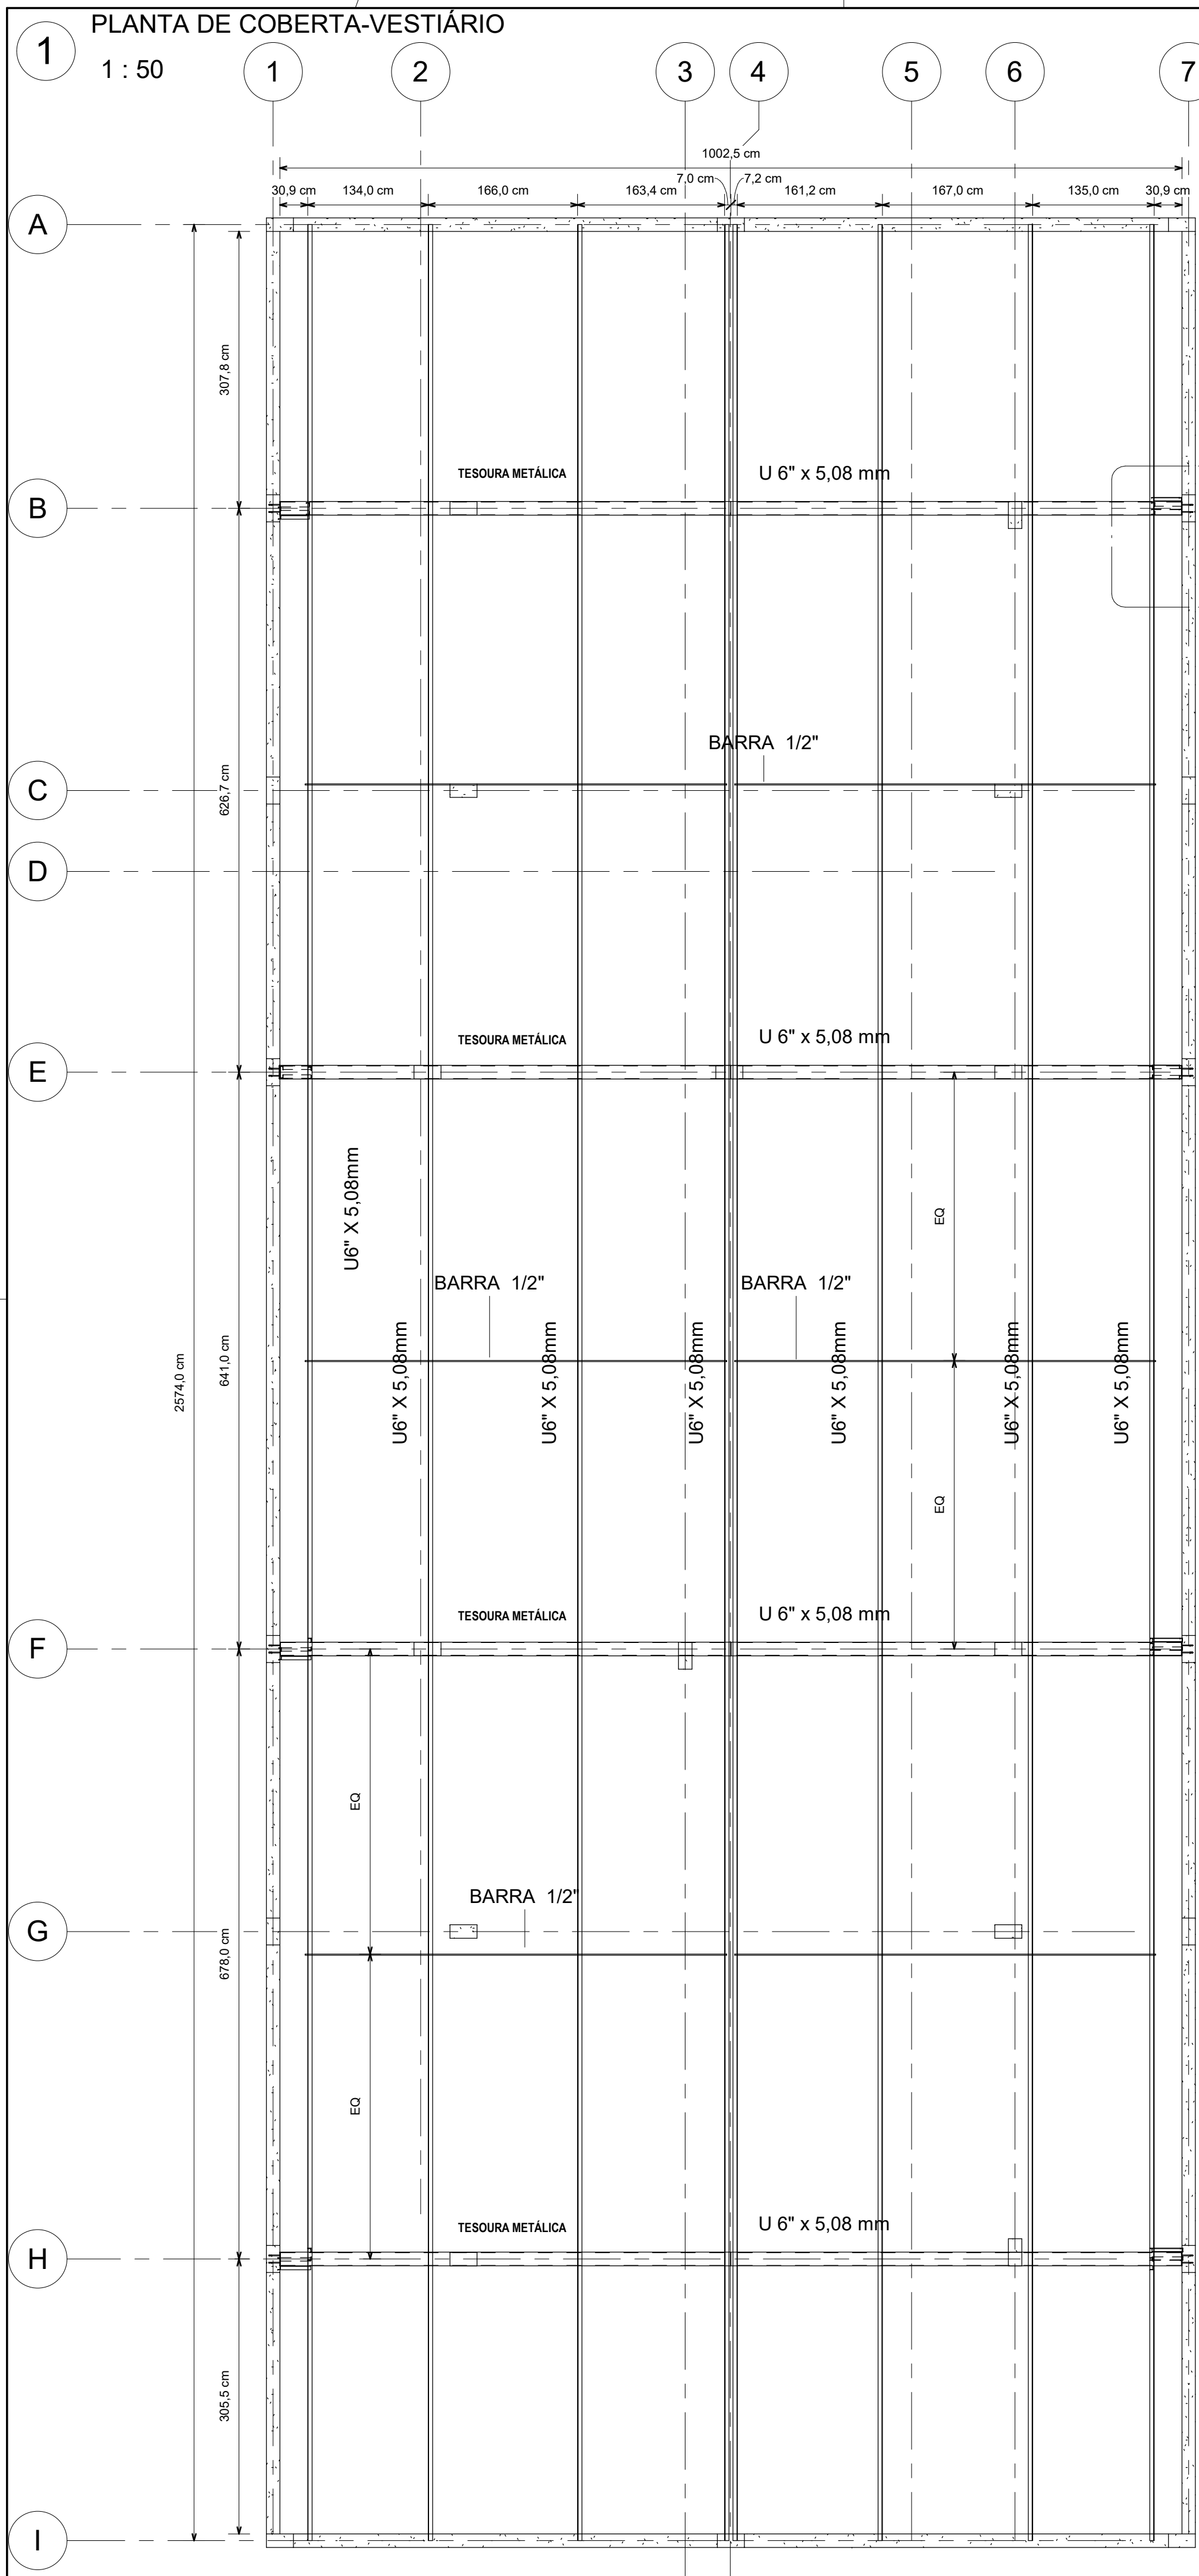 PLANTA DE COBERTA-VESTIÁRIO
1
1 : 50
1 2 3 4 5 6 7
1002,5 cm
7,0 cm 7,2 cm
30,9 cm 134,0 cm 166,0 cm 163,4 cm 161,2 cm 167,0 cm 135,0 cm 30,9 cm
A
307,8 cm
TESOURA METÁLICA U 6" x 5,08 mm
B
BARRA 1/2"
C
626,7 cm
D
TESOURA METÁLICA U 6" x 5,08 mm
E
U6" X 5,08mm
EQ
BARRA 1/2" BARRA 1/2"
2574,0 cm
641,0 cm
U6" X 5,08mm U6" X 5,08mm U6" X 5,08mm U6" X 5,08mm U6" X 5,08mm U6" X 5,08mm
EQ
TESOURA METÁLICA U 6" x 5,08 mm
F
EQ
BARRA 1/2"
G
678,0 cm
EQ
TESOURA METÁLICA U 6" x 5,08 mm
H
305,5 cm
I